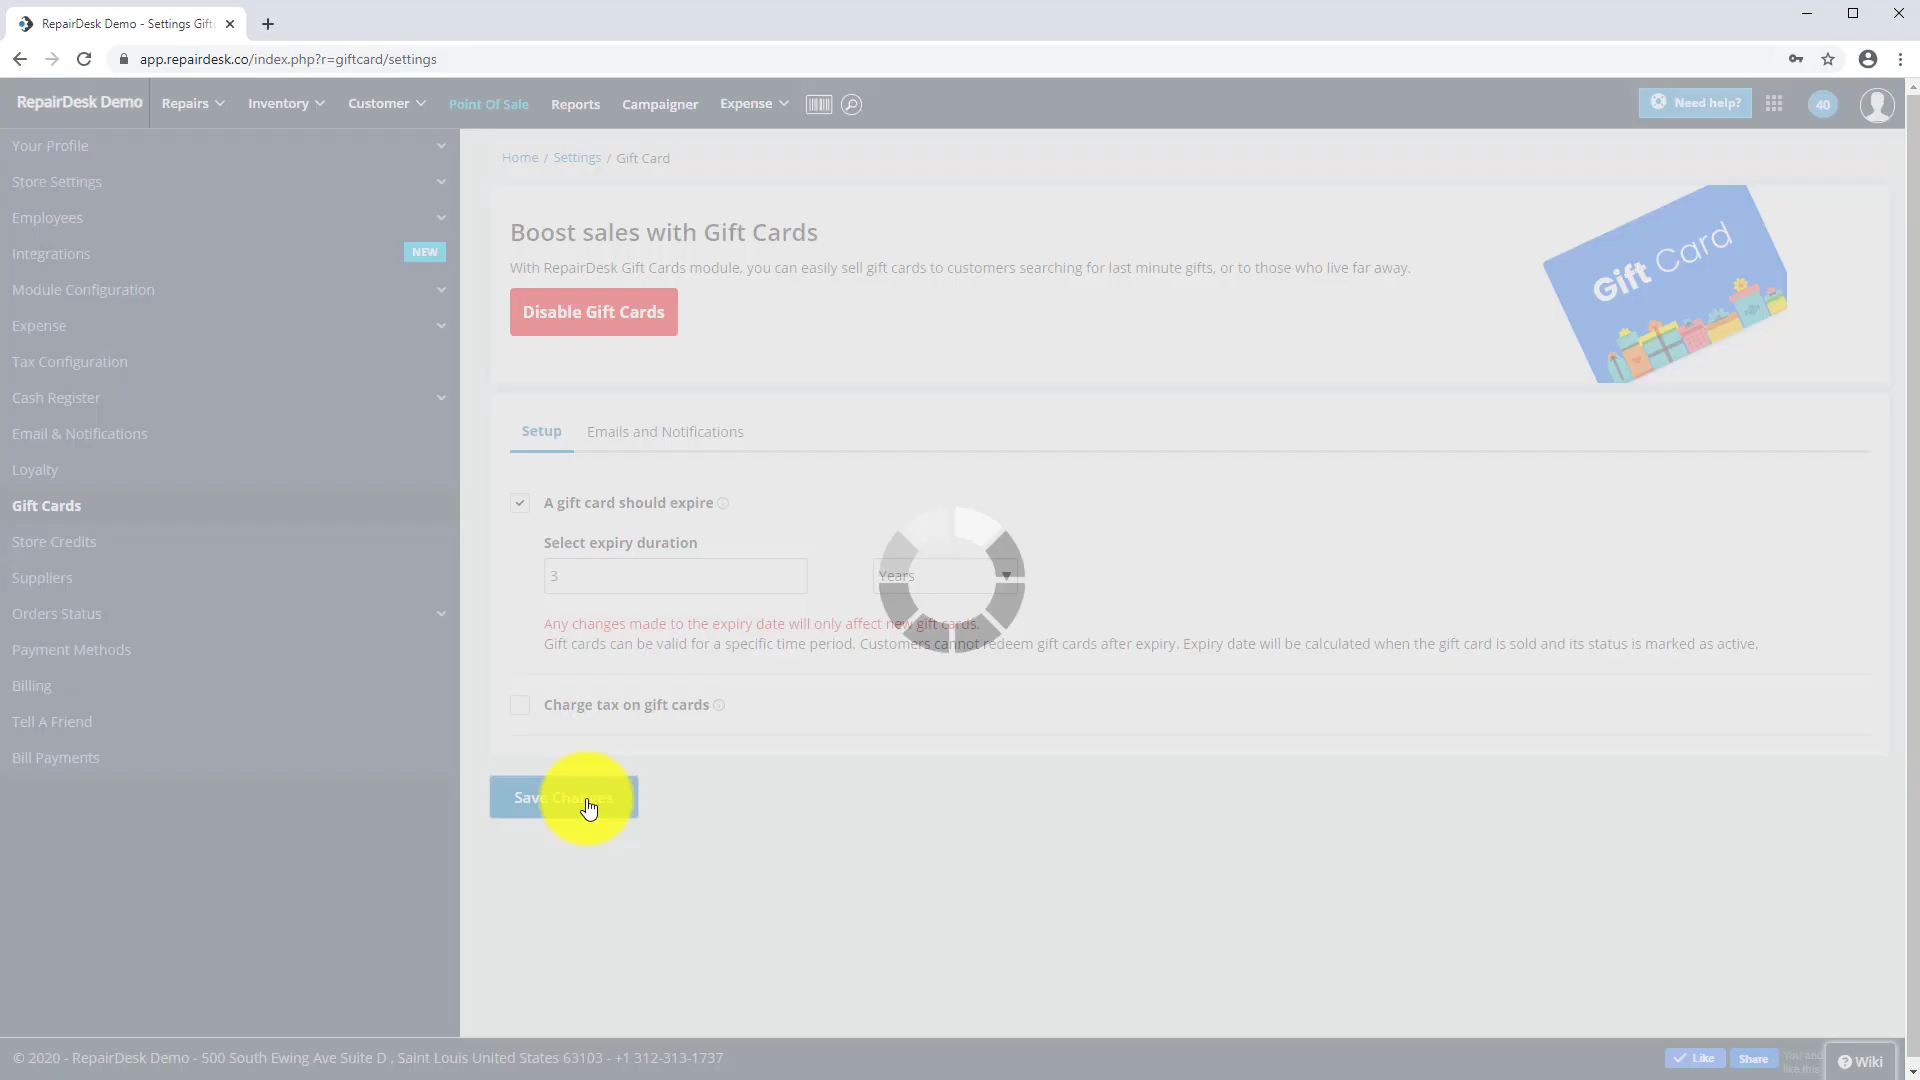 RepairDesk Demo - Settings Gift
app.repairdesk.co/index.php?r=giftcard/settings
RepairDesk Demo
Repairs
Inventory
Customer
Point Of Sale
Reports
Campaigner
Expense
Need help?
40
Your Profile
Store Settings
Employees
Integrations
NEW
Module Configuration
Expense
Tax Configuration
Cash Register
Email & Notifications
Loyalty
Gift Cards
Store Credits
Suppliers
Orders Status
Payment Methods
Billing
Tell A Friend
Bill Payments
Home / Settings / Gift Card
Boost sales with Gift Cards
With RepairDesk Gift Cards module, you can easily sell gift cards to customers searching for last minute gifts, or to those who live far away.
Disable Gift Cards
Gift Card
Setup
Emails and Notifications
A gift card should expire
Select expiry duration
3
Years
Any changes made to the expiry date will only affect new gift cards.
Gift cards can be valid for a specific time period. Customers cannot redeem gift cards after expiry. Expiry date will be calculated when the gift card is sold and its status is marked as active.
Charge tax on gift cards
Save Changes
© 2020 - RepairDesk Demo - 500 South Ewing Ave Suite D , Saint Louis United States 63103 - +1 312-313-1737
Like
Share
You and
like this
Wiki